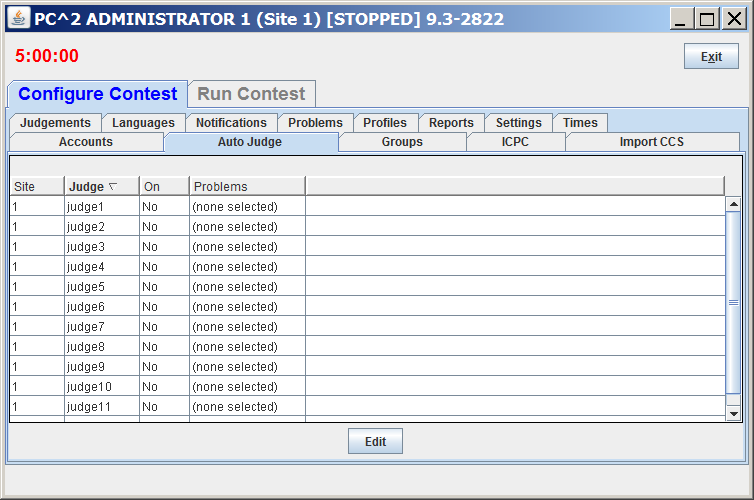 PC^2 ADMINISTRATOR 1 (Site 1) [STOPPED] 9.3-2822
5:00:00
Exit
Configure Contest Run Contest
Judgements Languages Notifications Problems Profiles Reports Settings Times
Accounts Auto Judge Groups ICPC Import CCS
Site Judge On Problems
1 judge1 No (none selected)
1 judge2 No (none selected)
1 judge3 No (none selected)
1 judge4 No (none selected)
1 judge5 No (none selected)
1 judge6 No (none selected)
1 judge7 No (none selected)
1 judge8 No (none selected)
1 judge9 No (none selected)
1 judge10 No (none selected)
1 judge11 No (none selected)
Edit